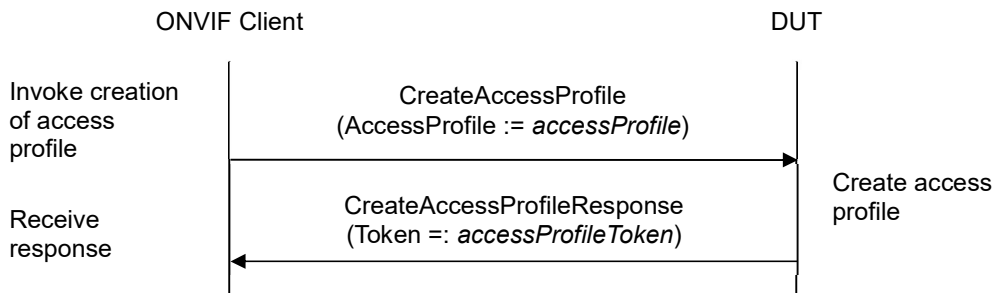 ONVIF Client
DUT
Invoke creation
of access
profile
CreateAccessProfile
(AccessProfile := accessProfile)
Create access
profile
Receive
response
CreateAccessProfileResponse
(Token =: accessProfileToken)